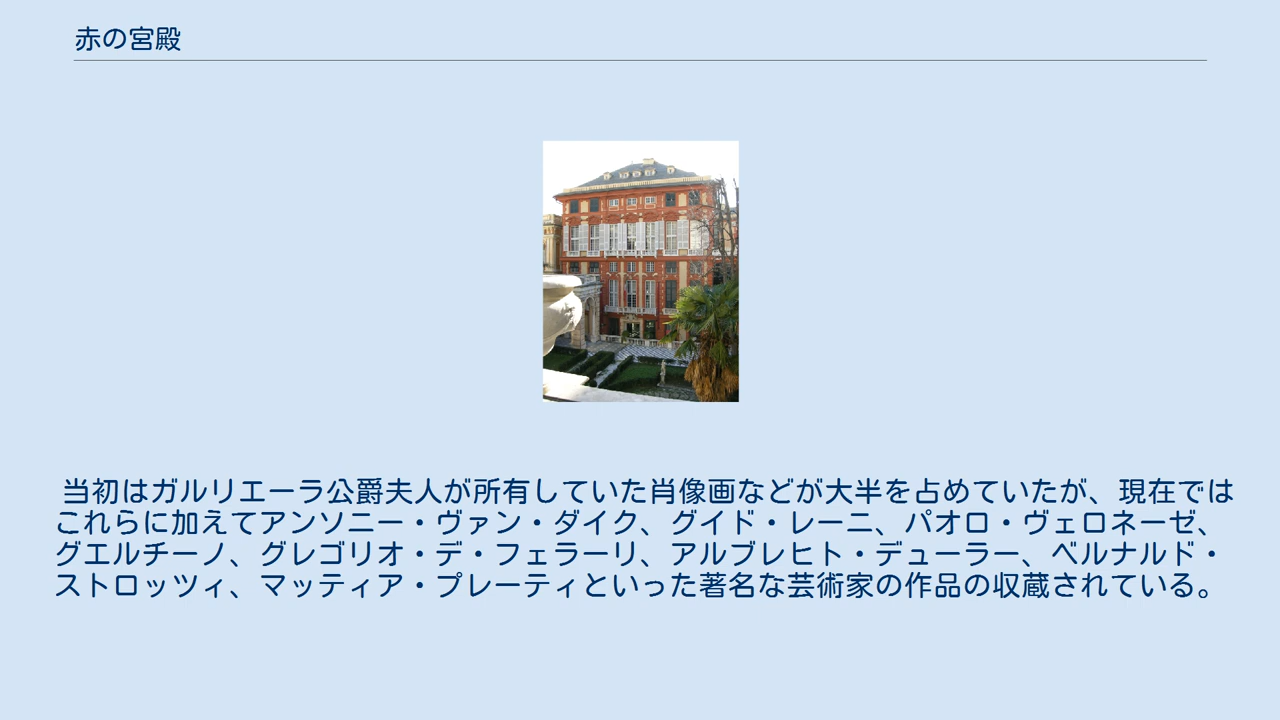 赤の宮殿
当初はガルリエーラ公爵夫人が所有していた肖像画などが大半を占めていたが、現在では
これらに加えてアンソニー・ヴァン・ダイク、グイド・レーニ、パオロ・ヴェロネーゼ、
グエルチーノ、グレゴリオ・デ・フェラーリ、アルブレヒト・デューラー、ベルナルド・
ストロッツィ、マッティア・プレーティといった著名な芸術家の作品の収蔵されている。